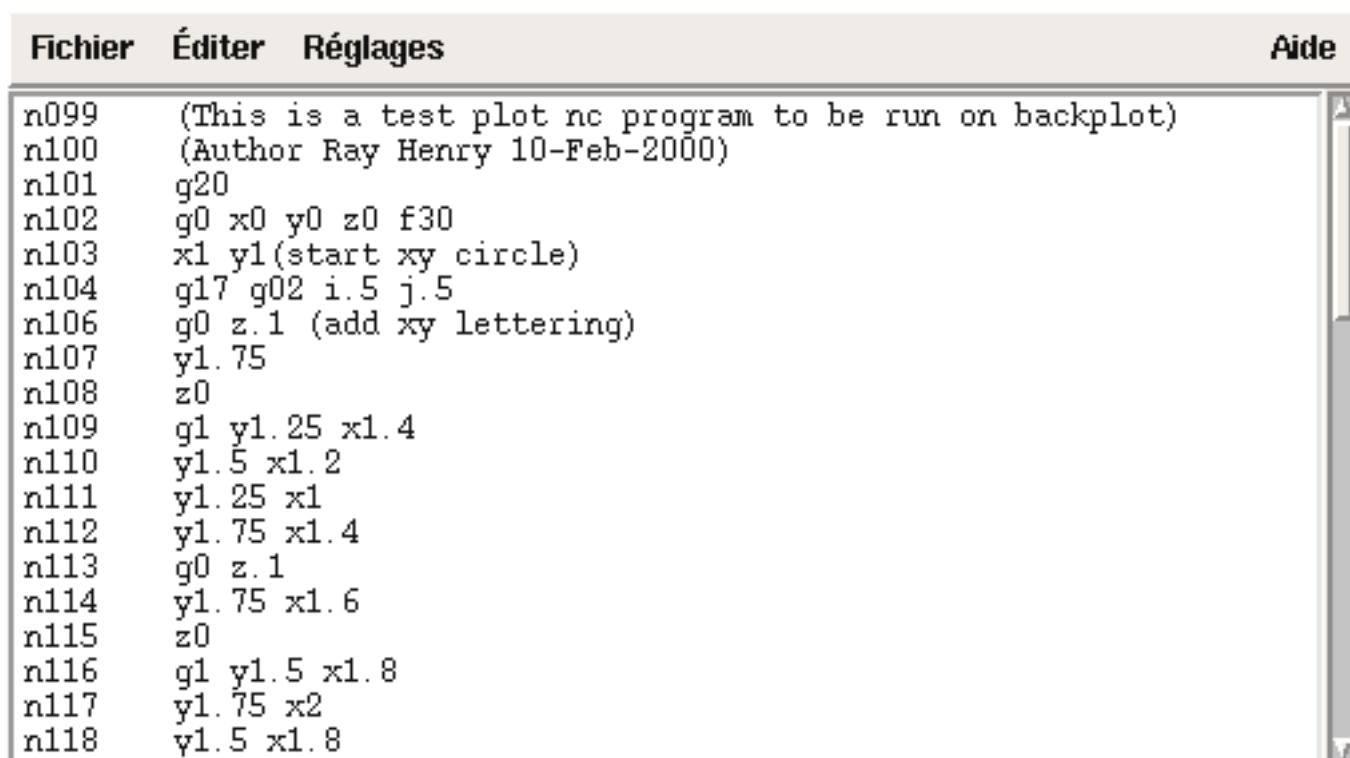 Fichier Éditer Réglages Aide
n099 (This is a test plot nc program to be run on backplot)
n100 (Author Ray Henry 10-Feb-2000)
n101 g20
n102 g0 x0 y0 z0 f30
n103 x1 y1(start xy circle)
n104 g17 g02 i.5 j.5
n106 g0 z.1 (add xy lettering)
n107 y1.75
n108 z0
n109 g1 y1.25 x1.4
n110 y1.5 x1.2
n111 y1.25 x1
n112 y1.75 x1.4
n113 g0 z.1
n114 y1.75 x1.6
n115 z0
n116 g1 y1.5 x1.8
n117 y1.75 x2
n118 y1.5 x1.8